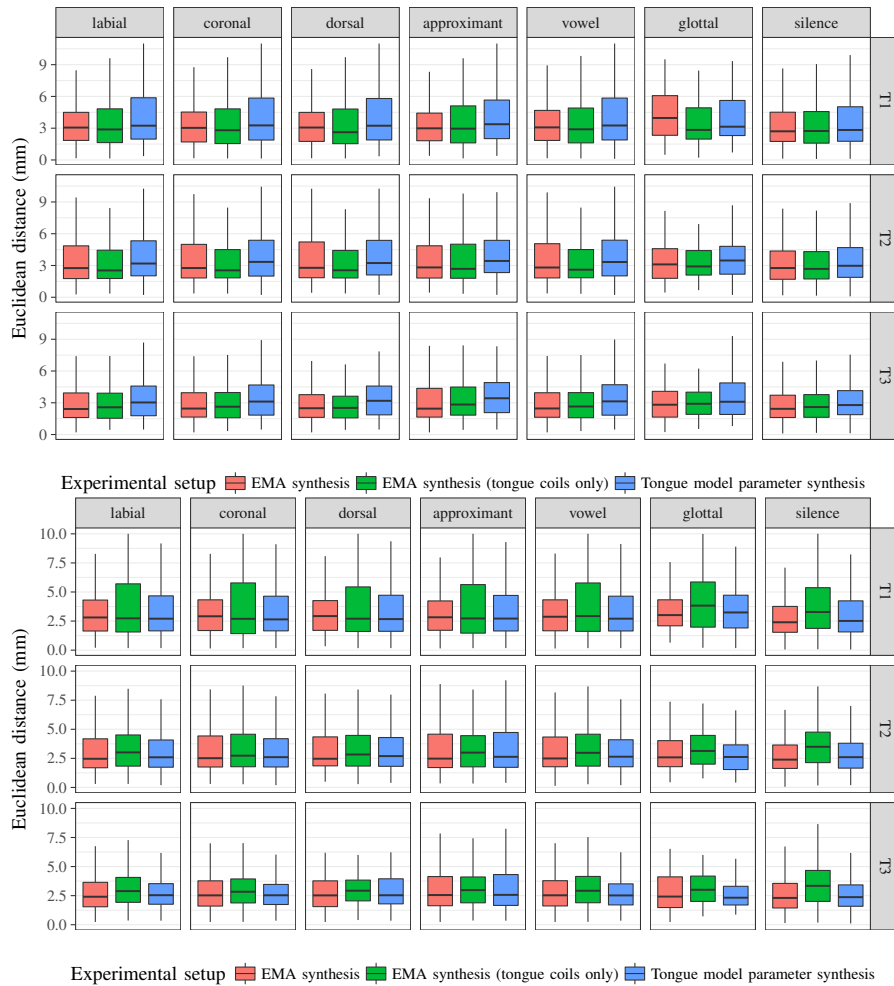 labial coronal dorsal approximant vowel glottal silence
9
6
3
0
T1
9
6
3
0
T2
9
6
3
0
T3
Euclidean distance (mm)
Experimental setup EMA synthesis EMA synthesis (tongue coils only) Tongue model parameter synthesis
labial coronal dorsal approximant vowel glottal silence
10.0
7.5
5.0
2.5
0.0
T1
10.0
7.5
5.0
2.5
0.0
T2
10.0
7.5
5.0
2.5
0.0
T3
Euclidean distance (mm)
Experimental setup EMA synthesis EMA synthesis (tongue coils only) Tongue model parameter synthesis